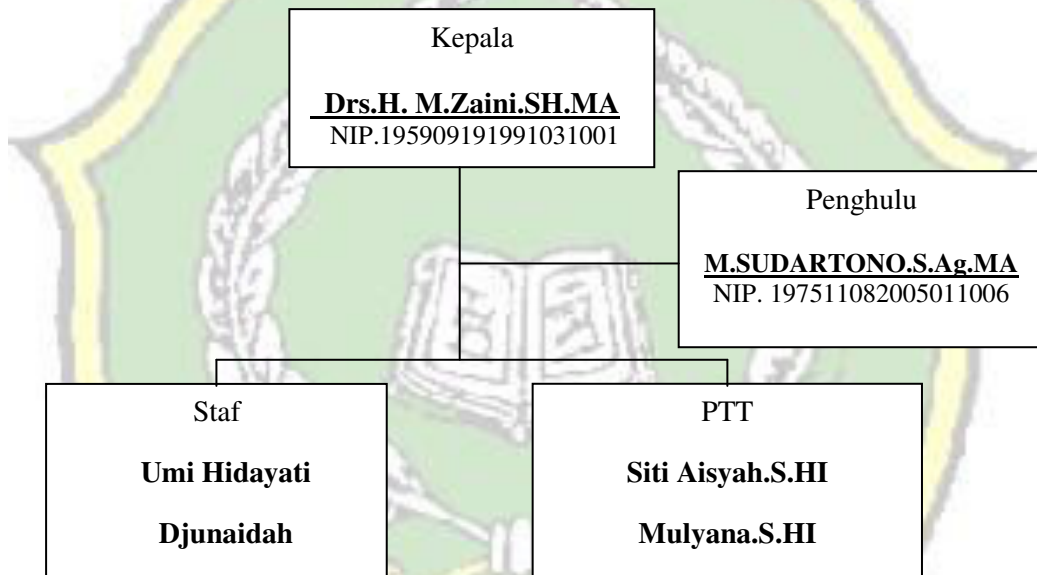 Kepala
Drs.H. M.Zaini.SH.MA
NIP.195909191991031001
Penghulu
M.SUDARTONO.S.Ag.MA
NIP. 197511082005011006
Staf
Umi Hidayati
Djunaidah
PTT
Siti Aisyah.S.HI
Mulyana.S.HI